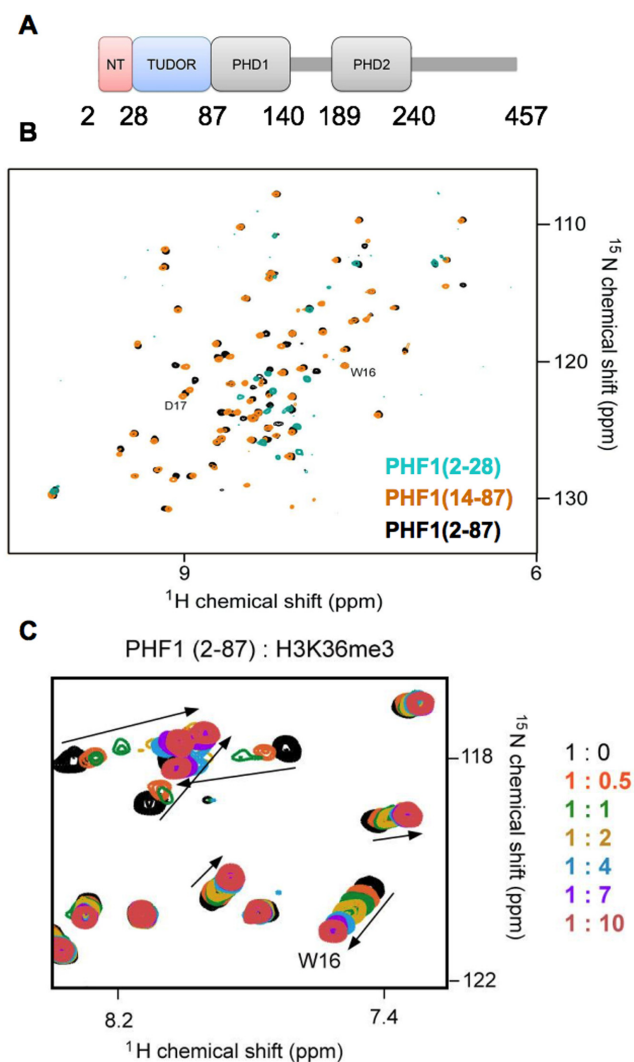 A
NT TUDOR PHD1 PHD2
2 28 87 140 189 240 457
B
110
120
130
15 N chemical shift (ppm)
W16
D17
PHF1(2-28)
PHF1(14-87)
PHF1(2-87)
9 6
1H chemical shift (ppm)
C
PHF1 (2-87) : H3K36me3
118
122
15 N chemical shift (ppm)
1 : 0
1 : 0.5
1 : 1
1 : 2
1 : 4
1 : 7
1 : 10
W16
8.2 7.4
1H chemical shift (ppm)